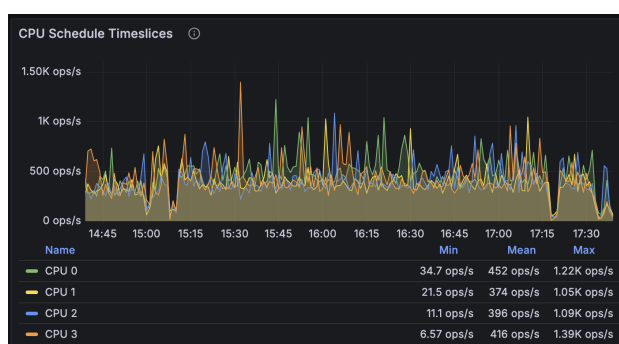 CPU Schedule Timeslices
1.50K ops/s
1K ops/s
500 ops/s
0 ops/s
14:45 15:00 15:15 15:30 15:45 16:00 16:15 16:30 16:45 17:00 17:15 17:30
Name Min Mean Max
CPU 0 34.7 ops/s 452 ops/s 1.22K ops/s
CPU 1 21.5 ops/s 374 ops/s 1.05K ops/s
CPU 2 11.1 ops/s 396 ops/s 1.09K ops/s
CPU 3 6.57 ops/s 416 ops/s 1.39K ops/s